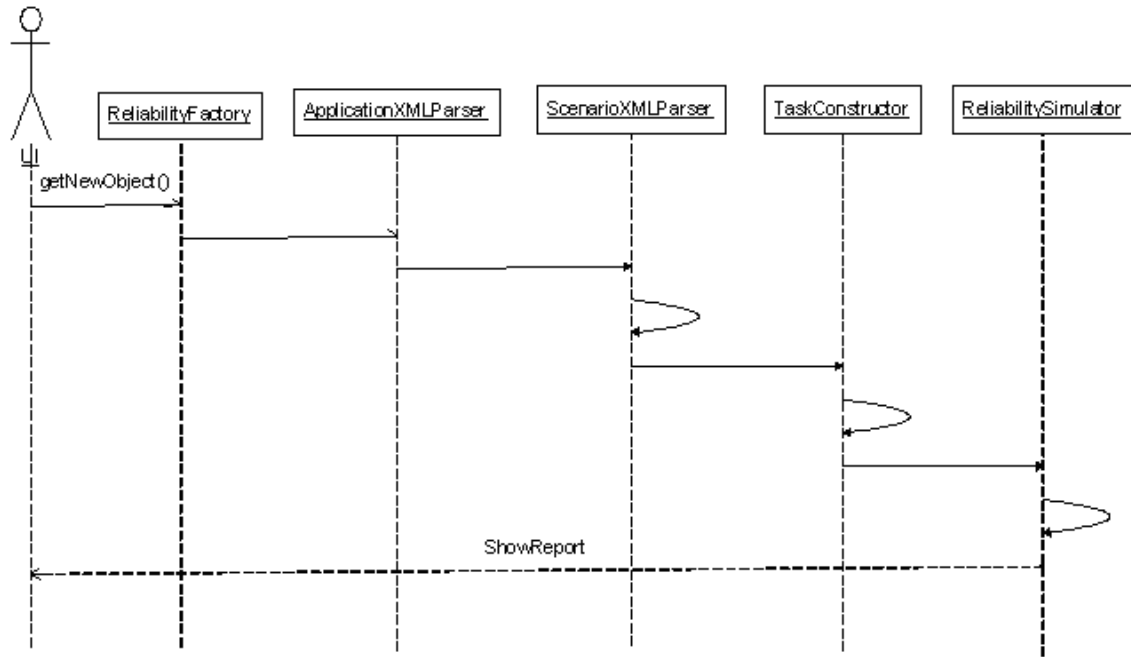 ReliabilityFactory
ApplicationXMLParser
ScenarioXMLParser
TaskConstructor
ReliabilitySimulator
UI
getNewObject()
ShowReport